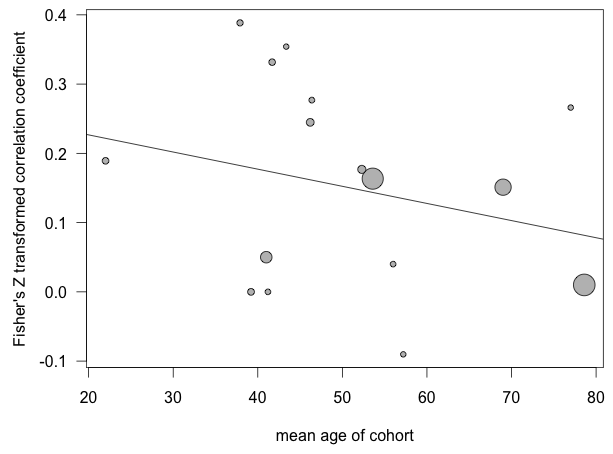 Fisher's Z transformed correlation coefficient
0.4
0.3
0.2
0.1
0.0
-0.1
20 30 40 50 60 70 80
mean age of cohort